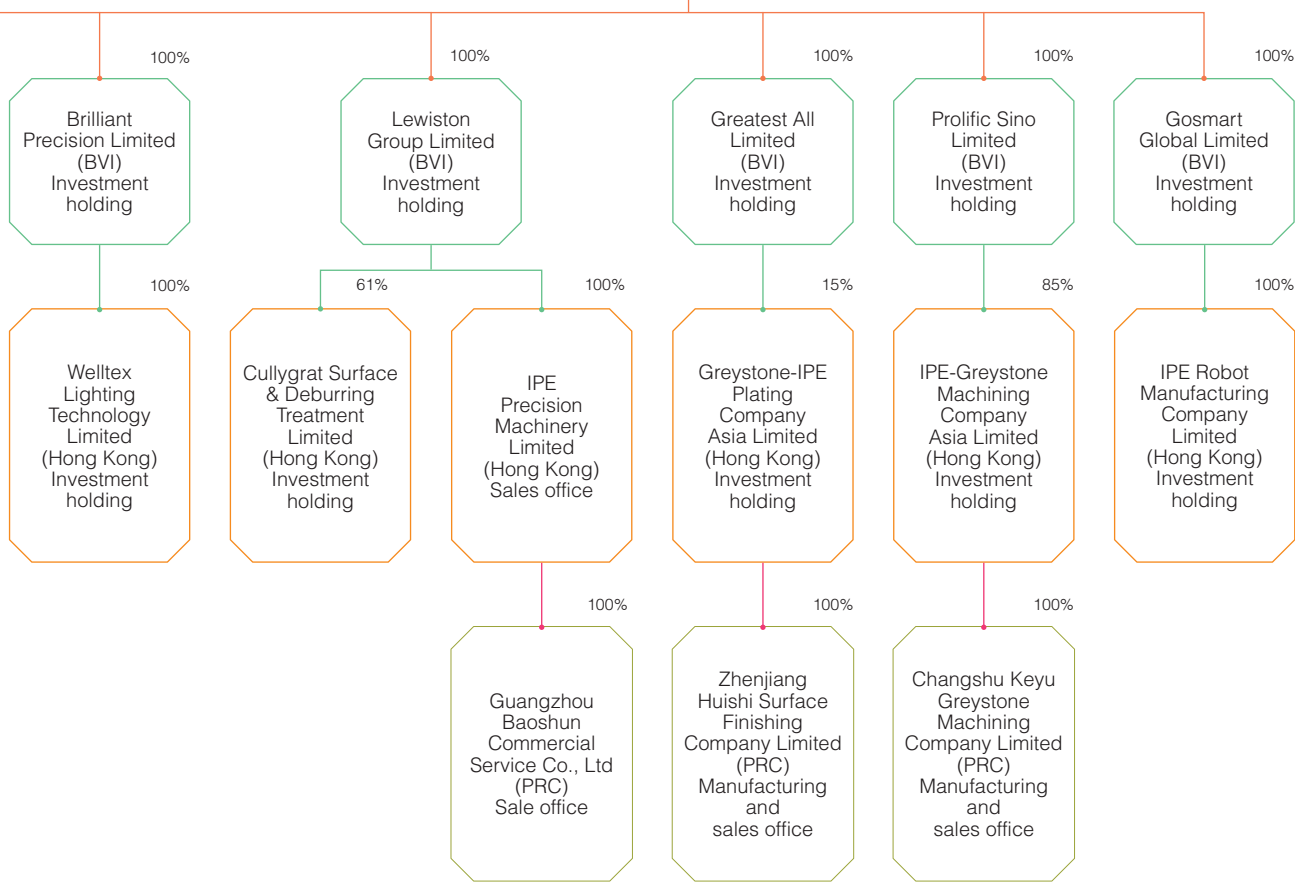 100%
100%
100%
100%
100%
Brilliant
Precision Limited
(BVI)
Investment
holding
Lewiston
Group Limited
(BVI)
Investment
holding
Greatest All
Limited
(BVI)
Investment
holding
Prolific Sino
Limited
(BVI)
Investment
holding
Gosmart
Global Limited
(BVI)
Investment
holding
100%
61%
100%
15%
85%
100%
Welltex
Lighting
Technology
Limited
(Hong Kong)
Investment
holding
Cullygrat Surface
& Deburring
Treatment
Limited
(Hong Kong)
Investment
holding
IPE
Precision
Machinery
Limited
(Hong Kong)
Sales office
Greystone-IPE
Plating
Company
Asia Limited
(Hong Kong)
Investment
holding
IPE-Greystone
Machining
Company
Asia Limited
(Hong Kong)
Investment
holding
IPE Robot
Manufacturing
Company
Limited
(Hong Kong)
Investment
holding
100%
100%
100%
Guangzhou
Baoshun
Commercial
Service Co., Ltd
(PRC)
Sale office
Zhenjiang
Huishi Surface
Finishing
Company Limited
(PRC)
Manufacturing
and
sales office
Changshu Keyu
Greystone
Machining
Company Limited
(PRC)
Manufacturing
and
sales office